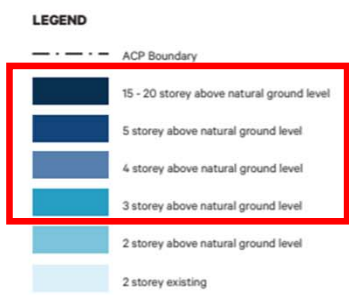 LEGEND
ACP Boundary
15 - 20 storey above natural ground level
5 storey above natural ground level
4 storey above natural ground level
3 storey above natural ground level
2 storey above natural ground level
2 storey existing